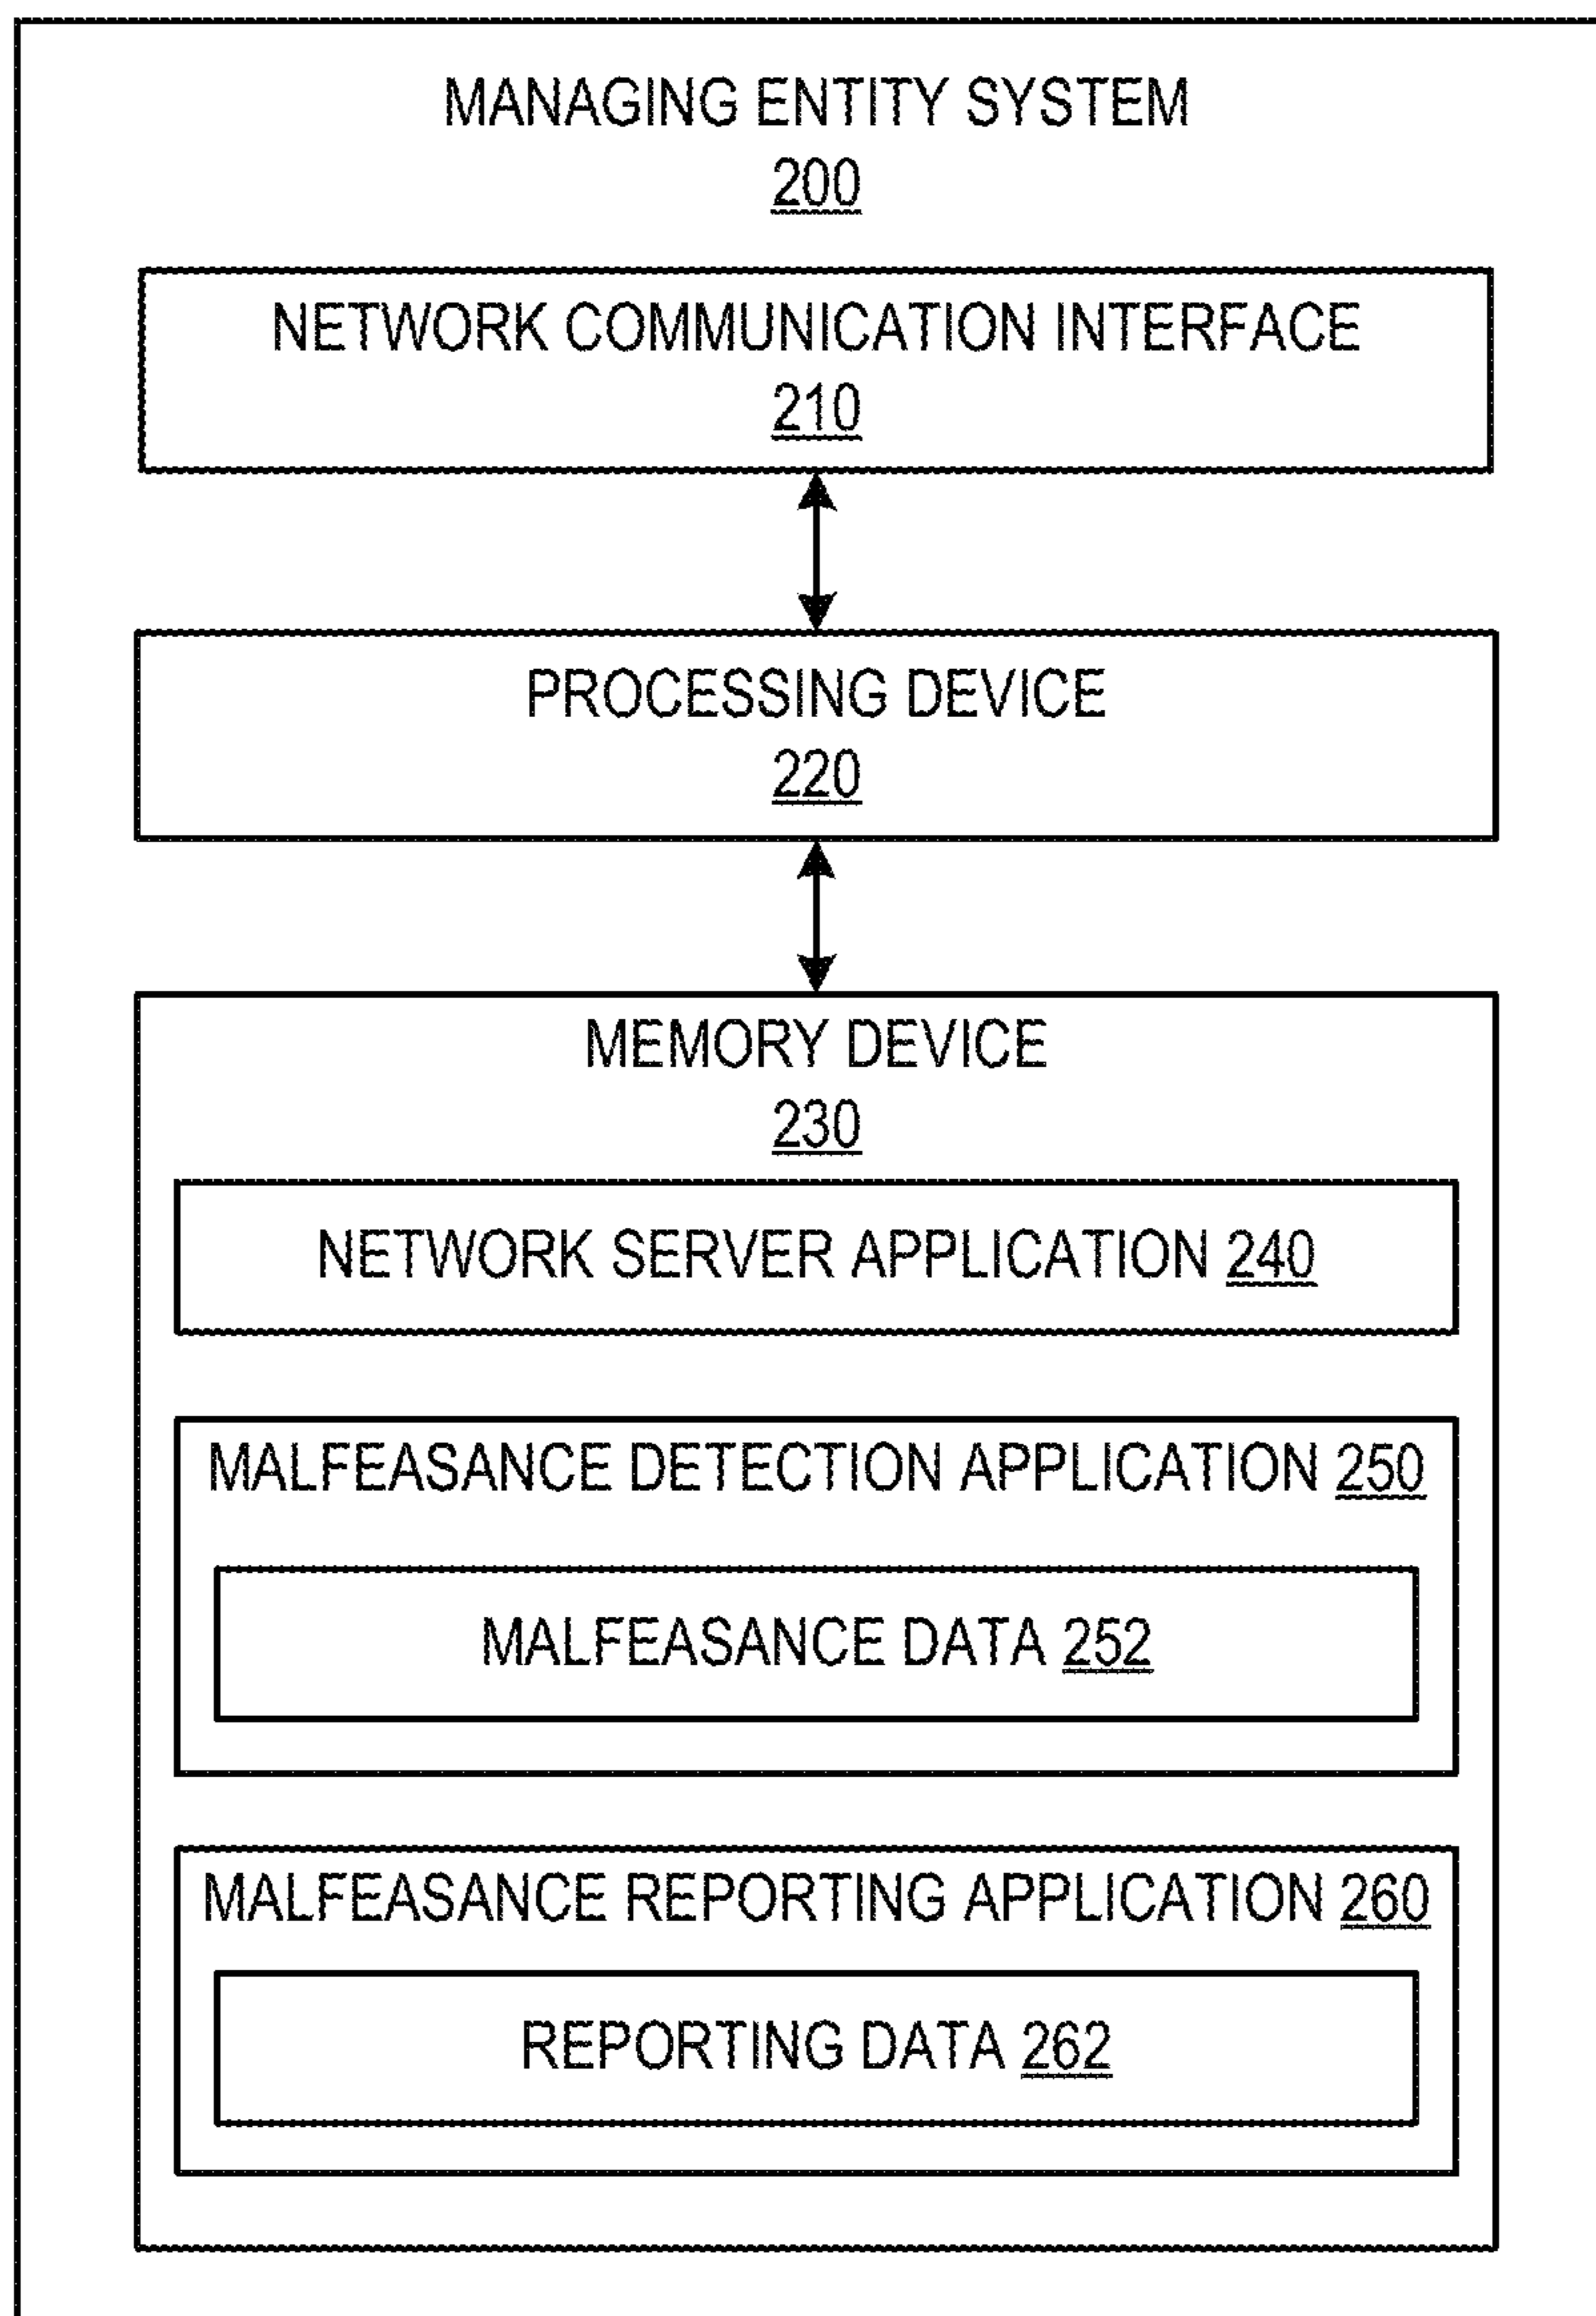 MANAGING ENTITY SYSTEM
200
NETWORK COMMUNICATION INTERFACE
210
PROCESSING DEVICE
220
MEMORY DEVICE
230
NETWORK SERVER APPLICATION 240
MALFEASANCE DETECTION APPLICATION 250
MALFEASANCE DATA 252
MALFEASANCE REPORTING APPLICATION 260
REPORTING DATA 262